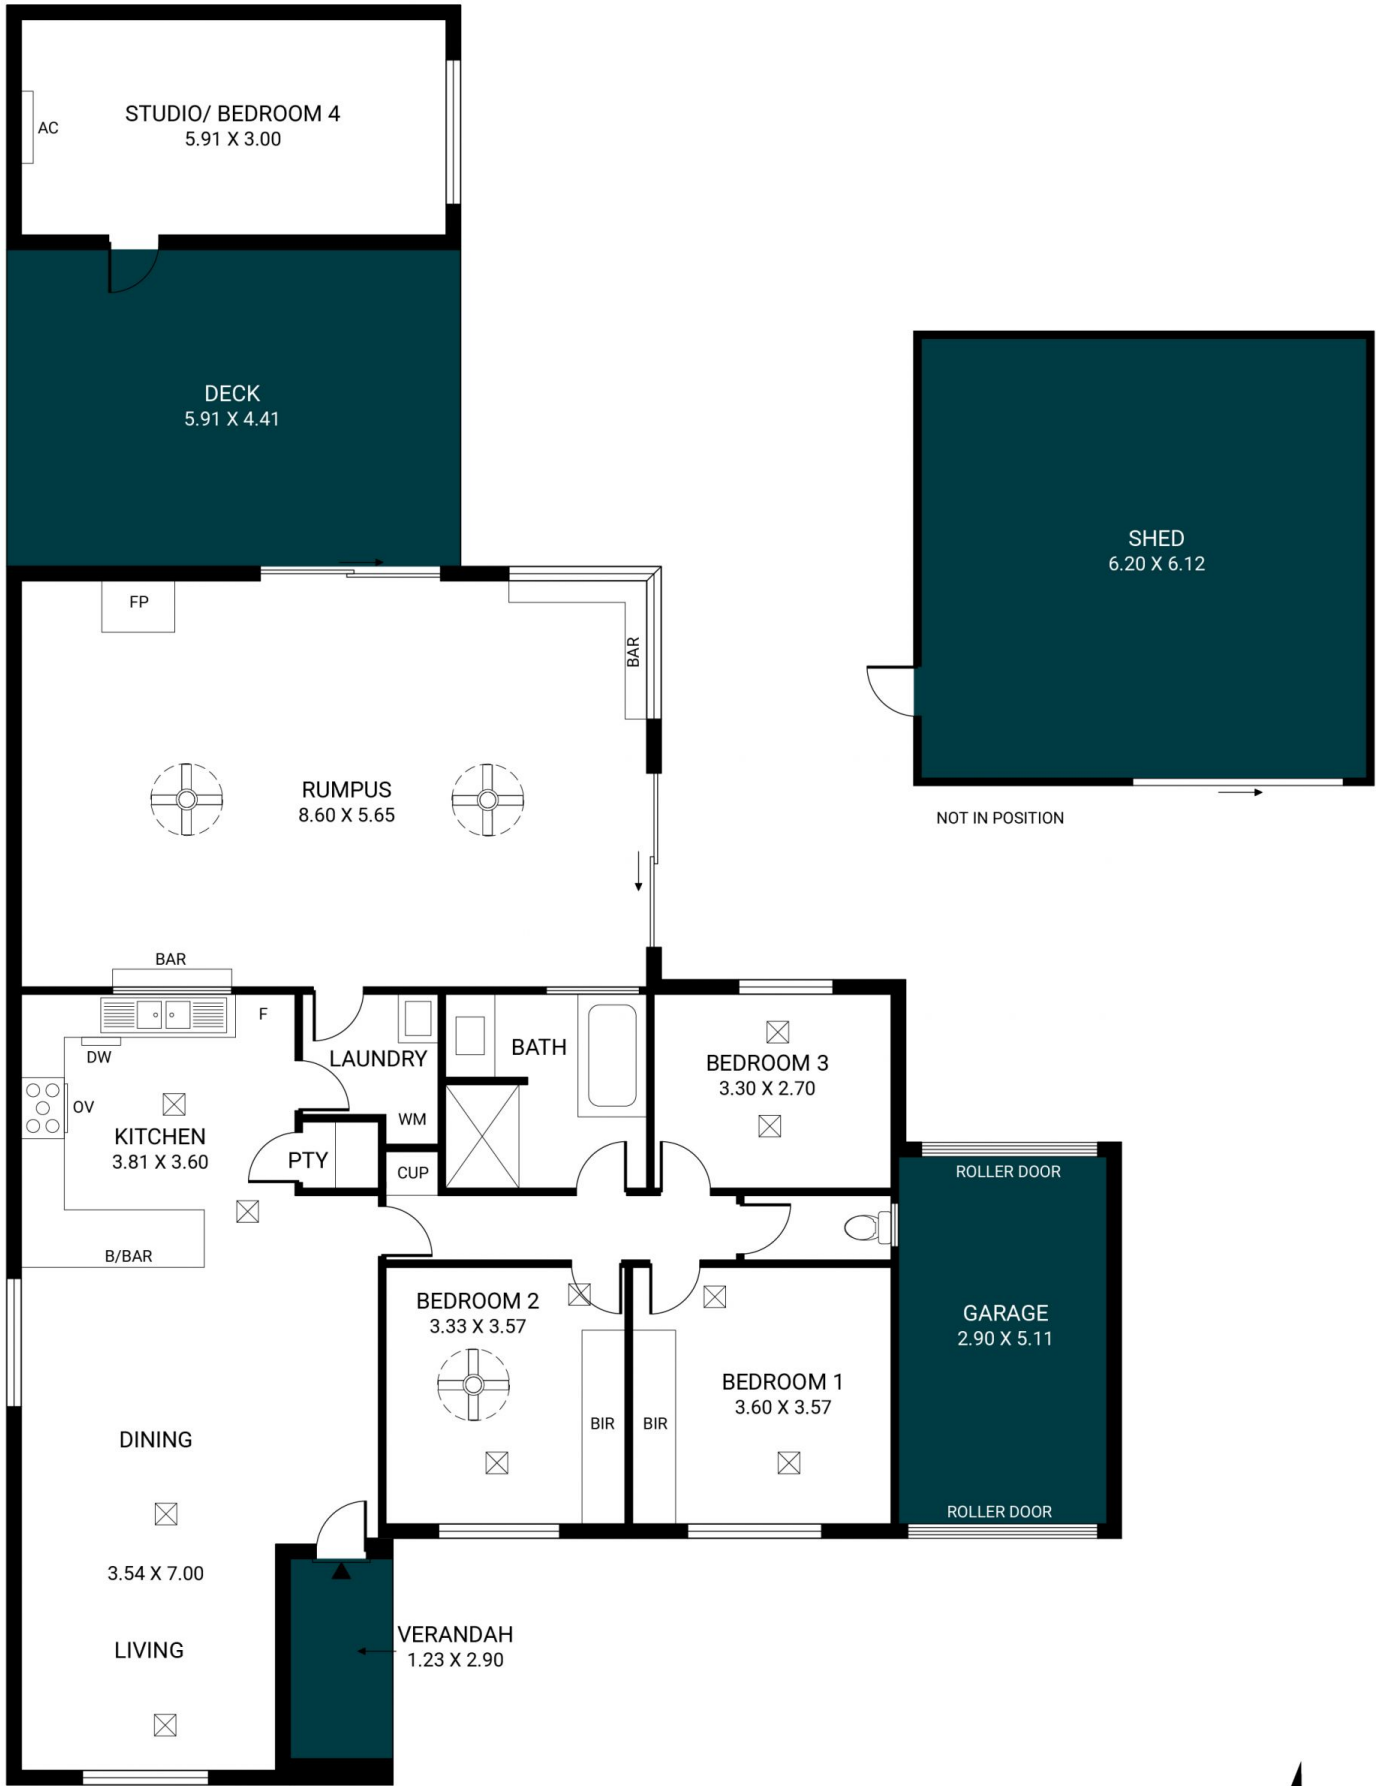 STUDIO/ BEDROOM 4
5.91 X 3.00
AC
DECK
5.91 X 4.41
SHED
6.20 X 6.12
NOT IN POSITION
FP
BAR
RUMPUS
8.60 X 5.65
BAR
F
DW
OV
KITCHEN
3.81 X 3.60
B/BAR
LAUNDRY
WM
PTY
CUP
BATH
BEDROOM 3
3.30 X 2.70
ROLLER DOOR
GARAGE
2.90 X 5.11
ROLLER DOOR
BEDROOM 2
3.33 X 3.57
BIR
BIR
BEDROOM 1
3.60 X 3.57
DINING
3.54 X 7.00
LIVING
VERANDAH
1.23 X 2.90